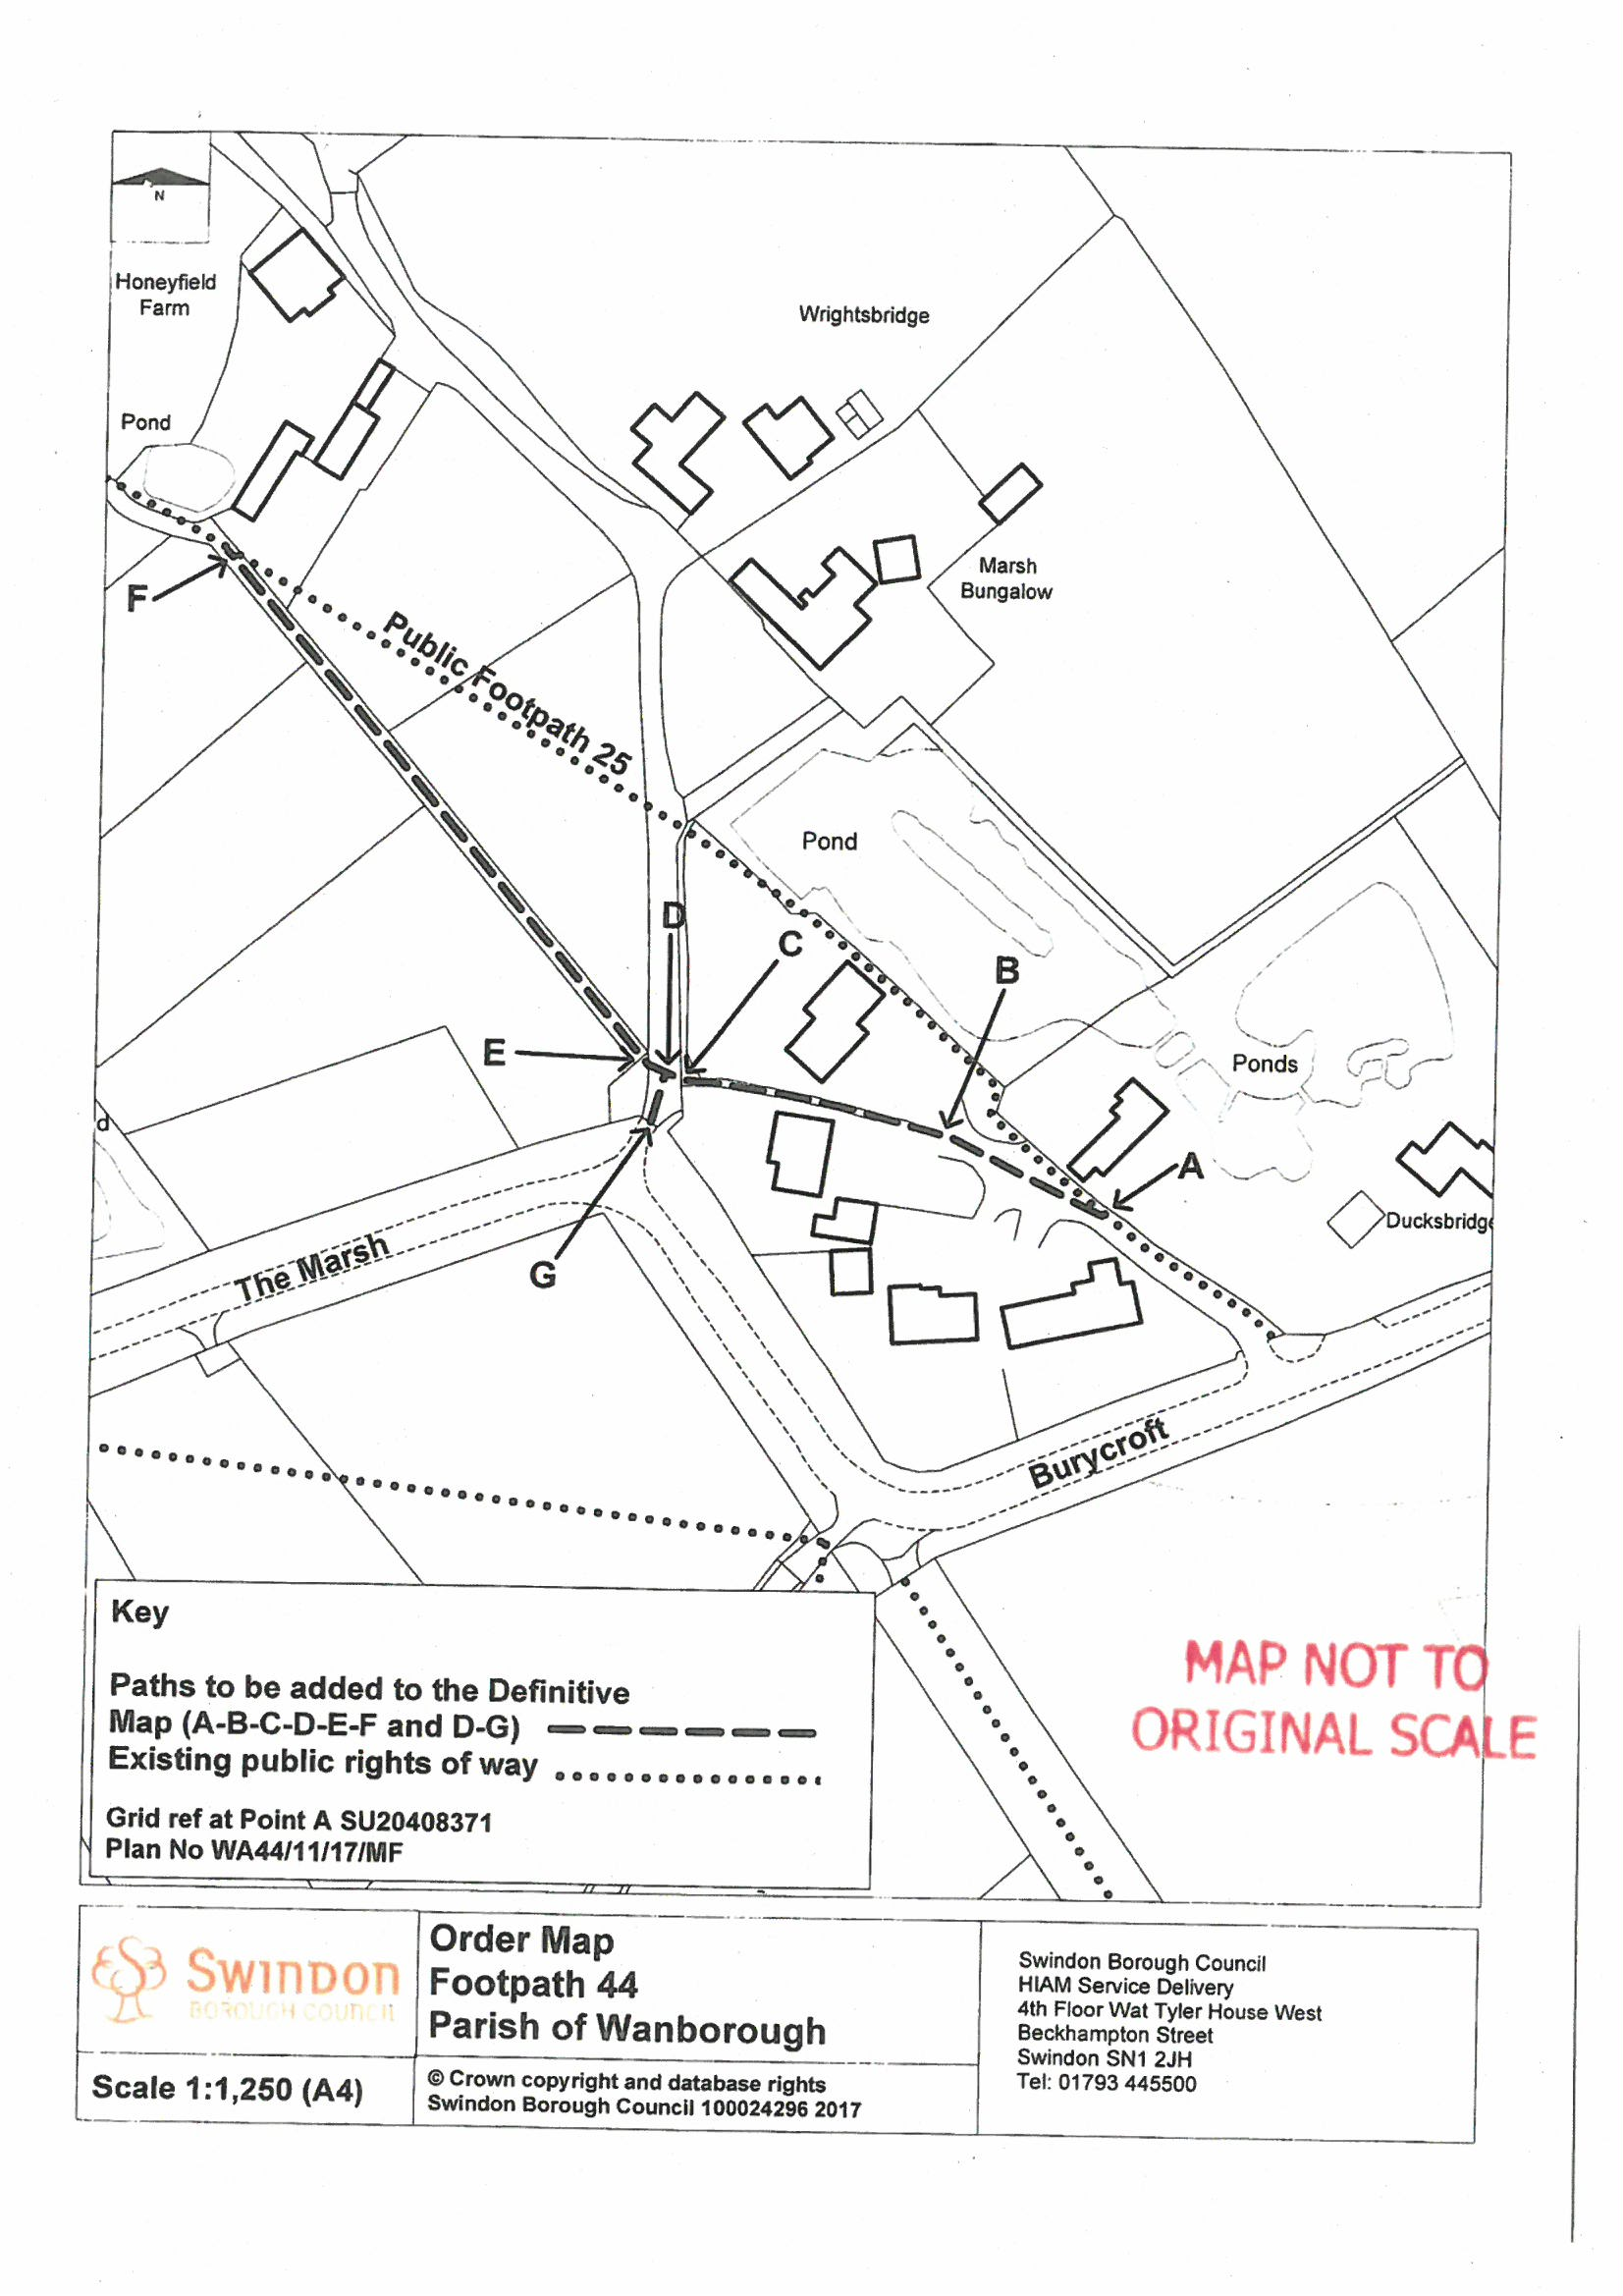 N
Honeyfield
Farm
Wrightsbridge
Pond
Marsh
Bungalow
F
Public Footpath 25
Pond
D
C
B
E
Ponds
d
A
Ducksbridge
G
The Marsh
Burycroft
Key
Paths to be added to the Definitive
Map (A-B-C-D-E-F and D-G)
Existing public rights of way
Grid ref at Point A SU20408371
Plan No WA44/11/17/MF
MAP NOT TO
ORIGINAL SCALE
SWINDON
BOROUGH COUNCIL
Scale 1:1,250 (A4)
Order Map
Footpath 44
Parish of Wanborough
© Crown copyright and database rights
Swindon Borough Council 100024296 2017
Swindon Borough Council
HIAM Service Delivery
4th Floor Wat Tyler House West
Beckhampton Street
Swindon SN1 2JH
Tel: 01793 445500